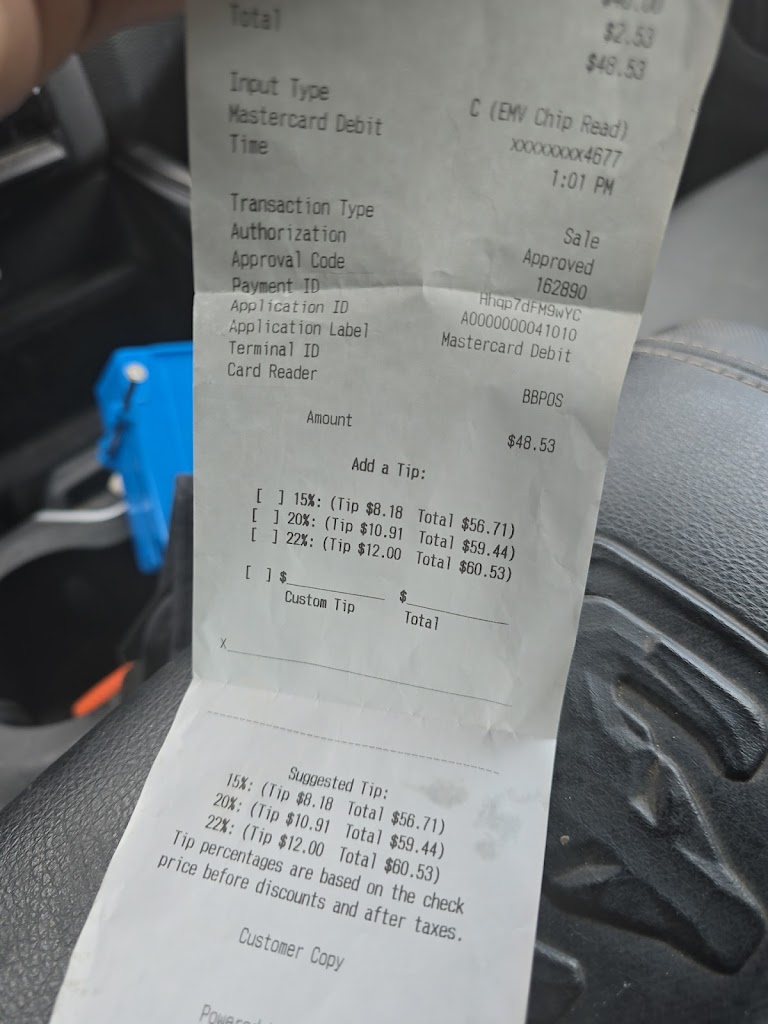 Total
$2.53
$48.53
Input Type C (EMV Chip Read)
Mastercard Debit xxxxxxxx4677
Time 1:01 PM
Transaction Type Sale
Authorization Approved
Approval Code 162890
Payment ID Ahqp7dFM9wYC
Application ID A0000000041010
Application Label Mastercard Debit
Terminal ID
Card Reader BBPOS
Amount $48.53
Add a Tip:
[ ] 15%: (Tip $8.18 Total $56.71)
[ ] 20%: (Tip $10.91 Total $59.44)
[ ] 22%: (Tip $12.00 Total $60.53)
[ ] $__________ $__________
Custom Tip Total
X______________________________
Suggested Tip:
15%: (Tip $8.18 Total $56.71)
20%: (Tip $10.91 Total $59.44)
22%: (Tip $12.00 Total $60.53)
Tip percentages are based on the check
price before discounts and after taxes.
Customer Copy